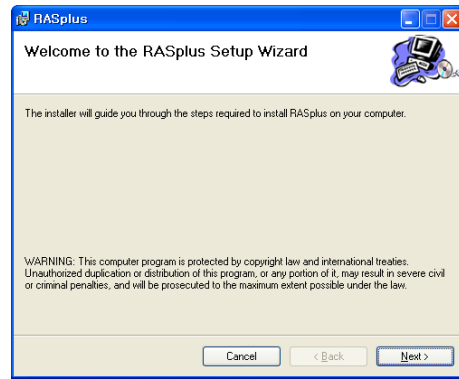 RASplus
Welcome to the RASplus Setup Wizard
The installer will guide you through the steps required to install RASplus on your computer.
WARNING: This computer program is protected by copyright law and international treaties.
Unauthorized duplication or distribution of this program, or any portion of it, may result in severe civil
or criminal penalties, and will be prosecuted to the maximum extent possible under the law.
Cancel
< Back
Next >